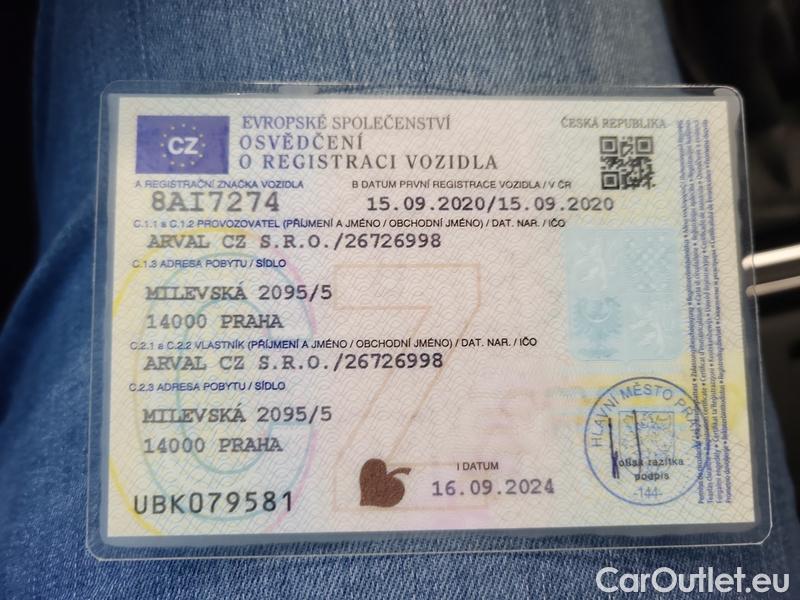 EVROPSKÉ SPOLEČENSTVÍ
ČESKÁ REPUBLIKA
CZ
OSVĚDČENÍ
O REGISTRACI VOZIDLA
A REGISTRAČNÍ ZNAČKA VOZIDLA
B DATUM PRVNÍ REGISTRACE VOZIDLA / V ČR
8AI7274
15.09.2020/15.09.2020
C.1.1 a C.1.2 PROVOZOVATEL (PŘÍJMENÍ A JMÉNO / OBCHODNÍ JMÉNO) / DAT. NAR. / IČO
ARVAL CZ S.R.O./26726998
C.1.3 ADRESA POBYTU / SÍDLO
MILEVSKÁ 2095/5
14000 PRAHA
C.2.1 a C.2.2 VLASTNÍK (PŘÍJMENÍ A JMÉNO / OBCHODNÍ JMÉNO) / DAT. NAR. / IČO
ARVAL CZ S.R.O./26726998
C.2.3 ADRESA POBYTU / SÍDLO
MILEVSKÁ 2095/5
14000 PRAHA
HLAVNÍ MĚSTO
otisk razítka
podpis
-144-
I DATUM
16.09.2024
UBK079581
CarOutlet.eu